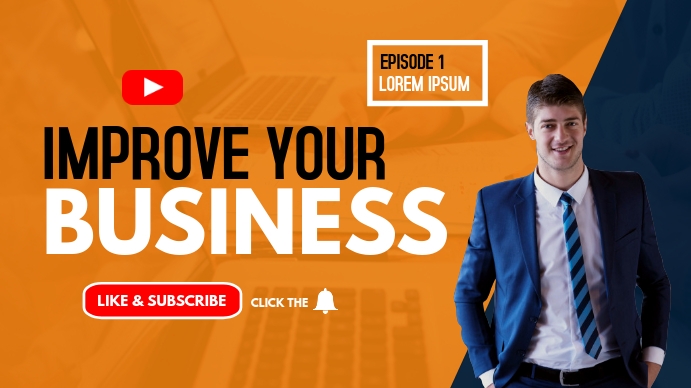 EPISODE 1
LOREM IPSUM
IMPROVE YOUR
BUSINESS
LIKE & SUBSCRIBE
CLICK THE